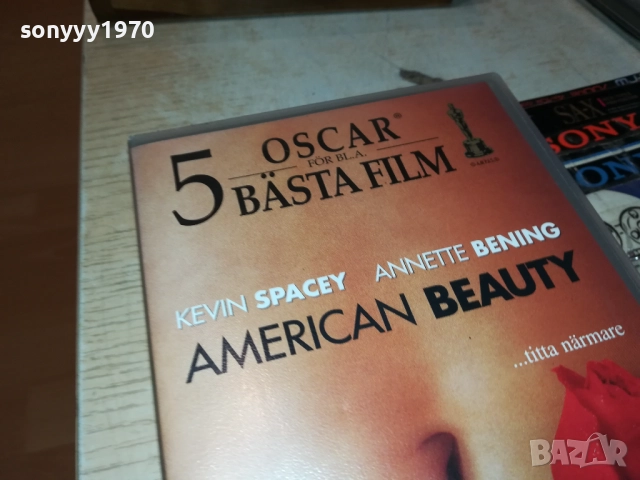 sonyyy1970
5 OSCAR®
FÖR BL.A.
BÄSTA FILM
KEVIN SPACEY ANNETTE BENING
AMERICAN BEAUTY
...titta närmare
SONY
BAZAR